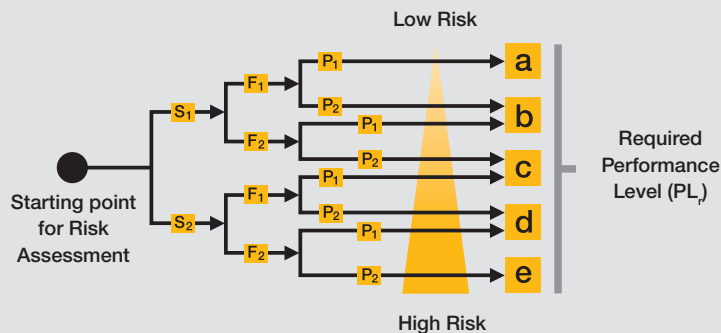 Low Risk
P₁ a
F₁
P₂ b
S₁
P₁
F₂
P₂ c
Starting point
for Risk
Assessment
P₁
F₁
P₂ d
S₂
P₁
F₂
P₂ e
High Risk
Required
Performance
Level (PLᵣ)